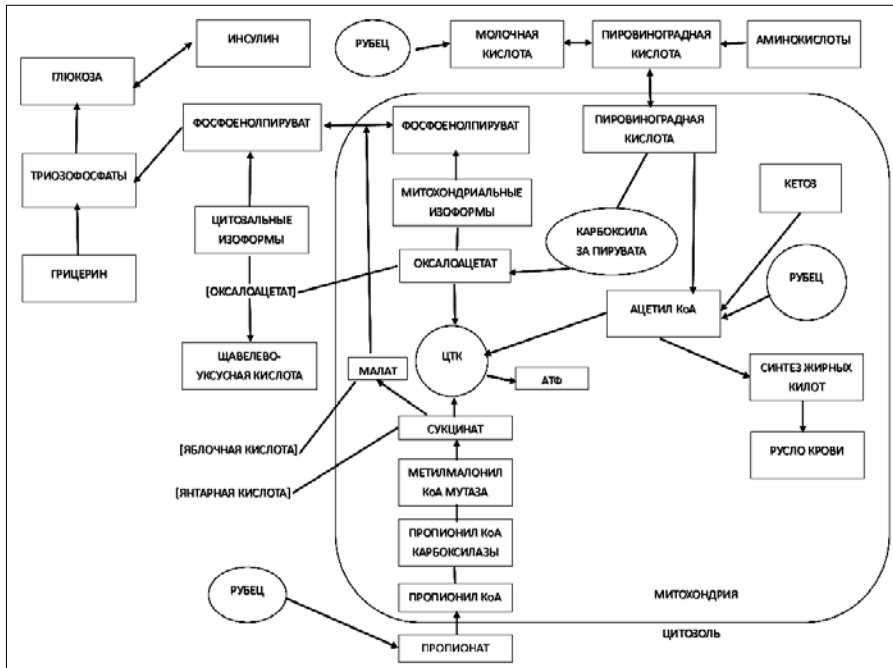 ИНСУЛИН
ГЛЮКОЗА
РУБЕЦ
МОЛОЧНАЯ
КИСЛОТА
ПИРОВИНОГРАДНАЯ
КИСЛОТА
АМИНОКИСЛОТЫ
ФОСФОЕНОЛПИРУВАТ
ФОСФОЕНОЛПИРУВАТ
ПИРОВИНОГРАДНАЯ
КИСЛОТА
ТРИОЗОФОСФАТЫ
ЦИТОЗАЛЬНЫЕ
ИЗОФОРМЫ
МИТОХОНДРИАЛЬНЫЕ
ИЗОФОРМЫ
КЕТОЗ
КАРБОКСИЛА
ЗА ПИРУВАТА
ГРИЦЕРИН
[ОКСАЛОАЦЕТАТ]
ОКСАЛОАЦЕТАТ
АЦЕТИЛ КоА
РУБЕЦ
ЩАВЕЛЕВО-
УКСУСНАЯ КИСЛОТА
МАЛАТ
ЦТК
АТФ
СИНТЕЗ ЖИРНЫХ
КИЛОТ
СУКЦИНАТ
[ЯБЛОЧНАЯ КИСЛОТА]
РУСЛО КРОВИ
[ЯНТАРНАЯ КИСЛОТА]
МЕТИЛМАЛОНИЛ
КоА МУТАЗА
ПРОПИОНИЛ КоА
КАРБОКСИЛАЗЫ
РУБЕЦ
ПРОПИОНИЛ КоА
МИТОХОНДРИЯ
ЦИТОЗОЛЬ
ПРОПИОНАТ